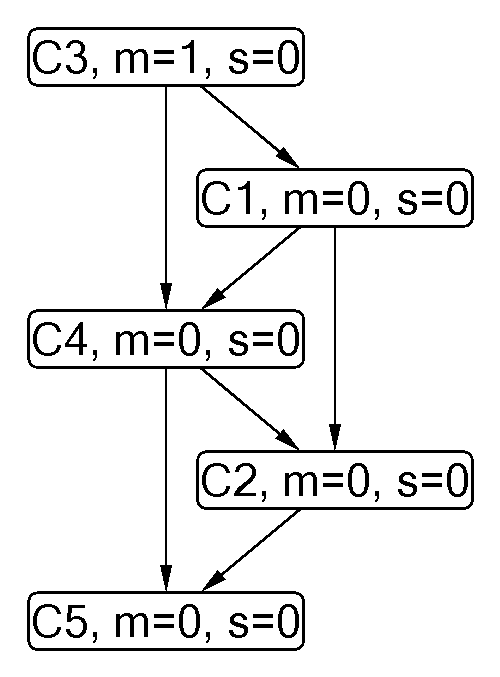 C3, m=1, s=0
C1, m=0, s=0
C4, m=0, s=0
C2, m=0, s=0
C5, m=0, s=0